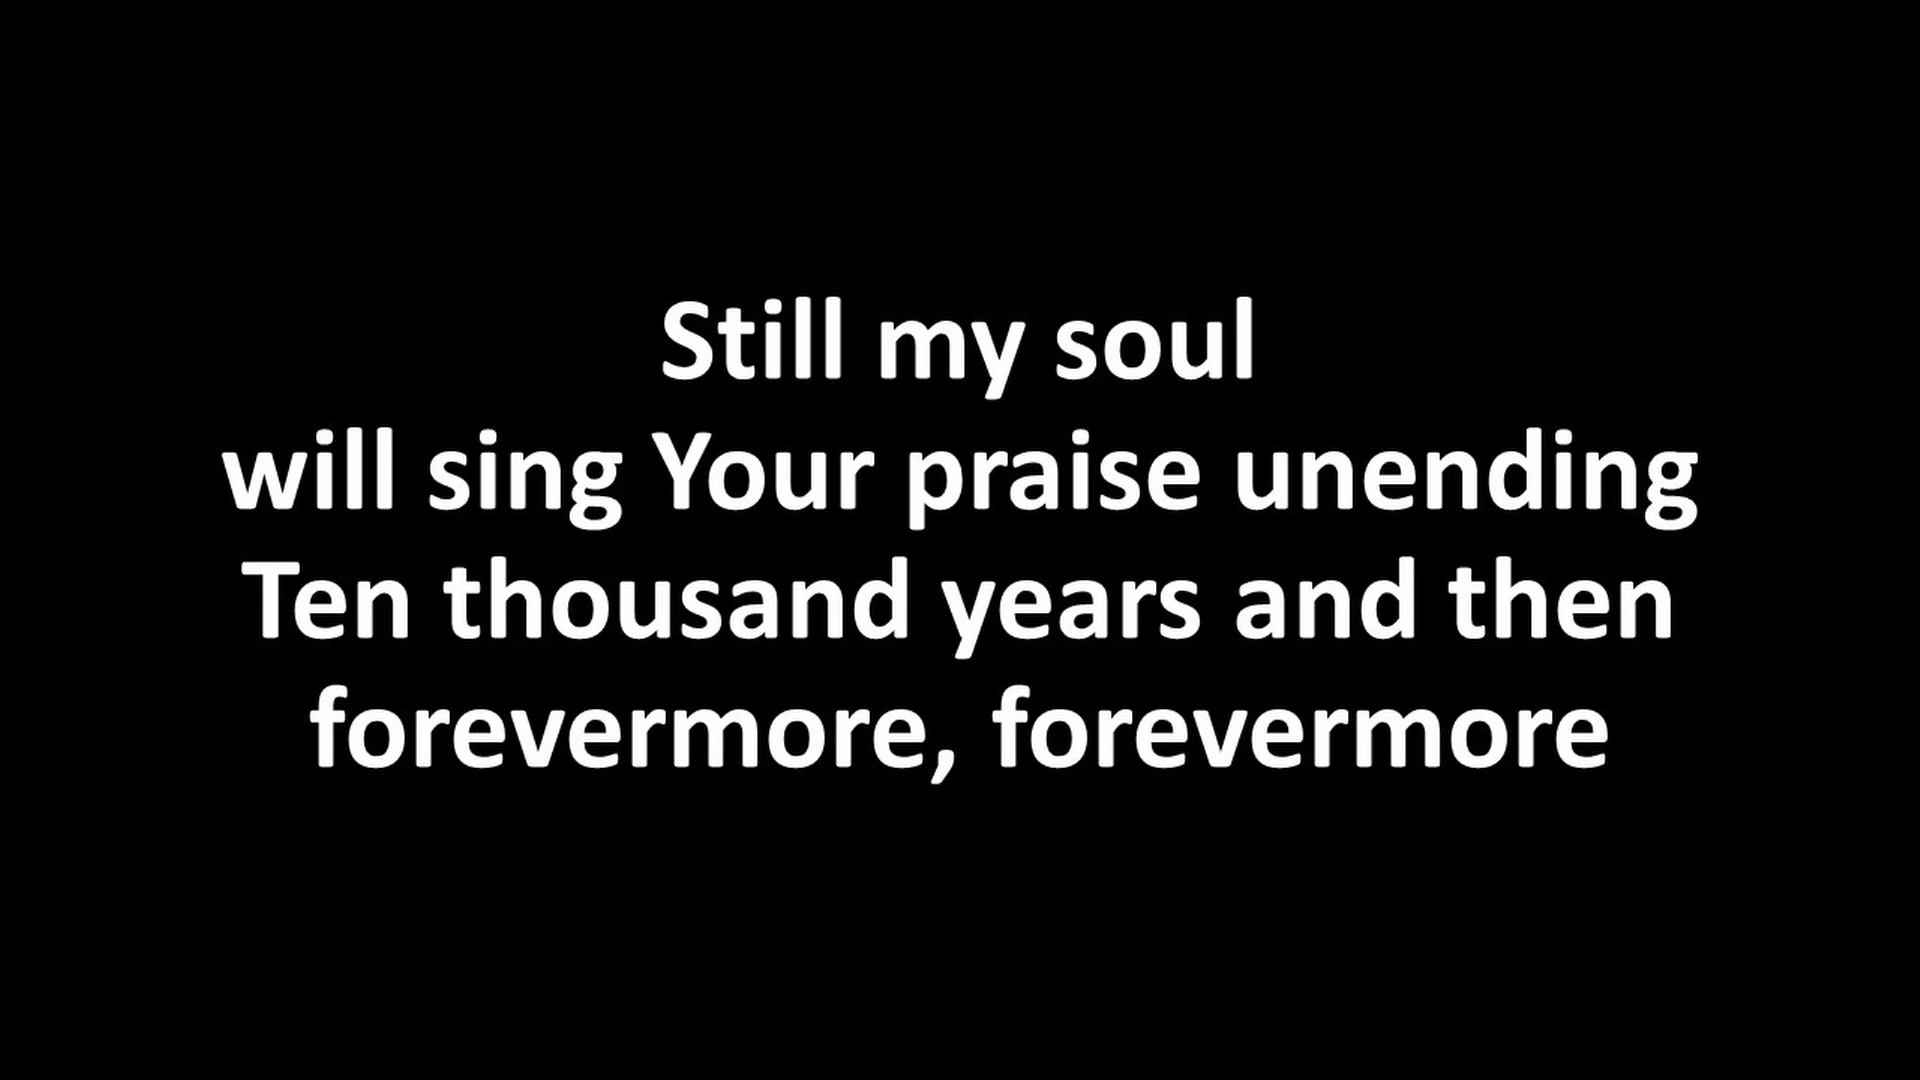 Still my soul
will sing Your praise unending
Ten thousand years and then
forevermore, forevermore